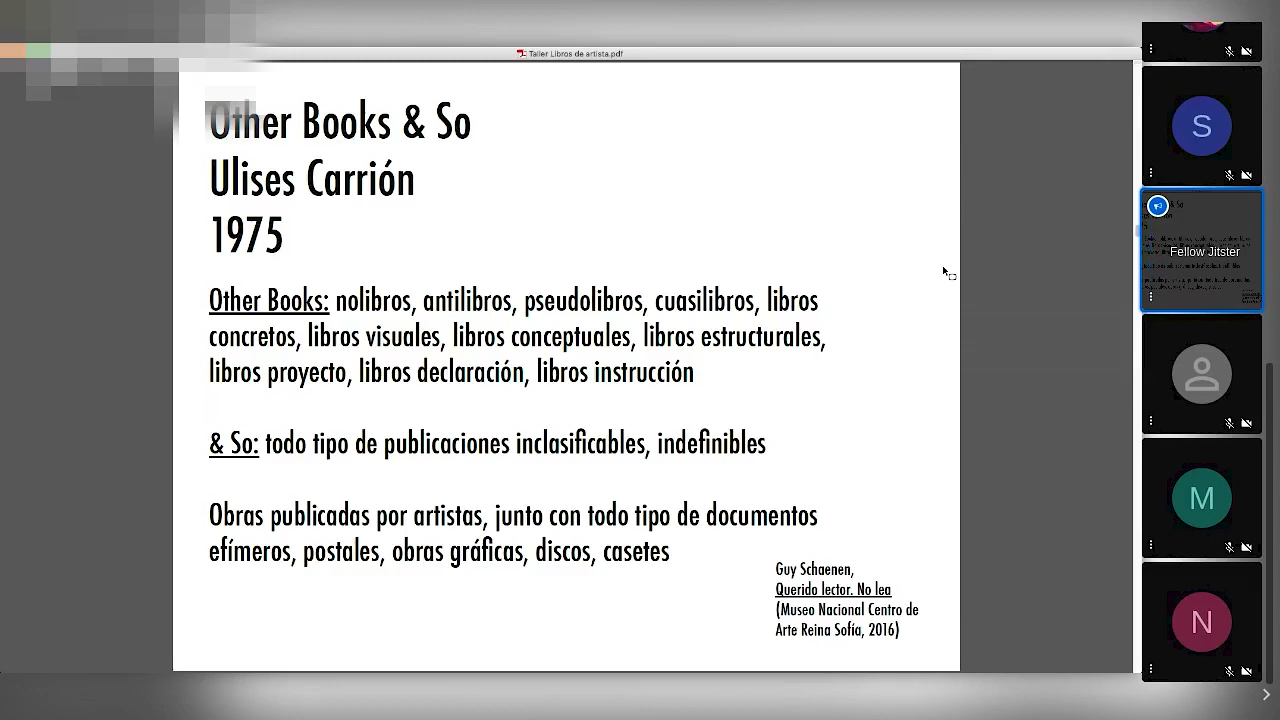 Taller Libros de artista.pdf
Other Books & So
Ulises Carrión
1975
Other Books: nolibros, antilibros, pseudolibros, cuasilibros, libros
concretos, libros visuales, libros conceptuales, libros estructurales,
libros proyecto, libros declaración, libros instrucción
& So: todo tipo de publicaciones inclasificables, indefinibles
Obras publicadas por artistas, junto con todo tipo de documentos
efímeros, postales, obras gráficas, discos, casetes
Guy Schaenen,
Querido lector. No lea
(Museo Nacional Centro de
Arte Reina Sofía, 2016)
S
Fellow Jitster
M
N